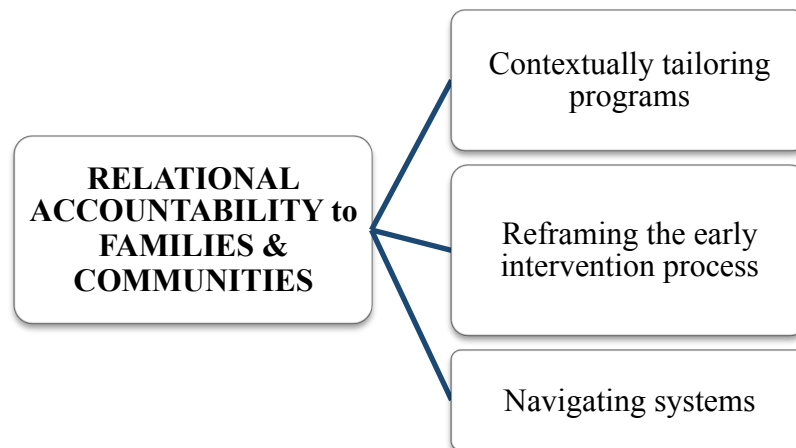 RELATIONAL
ACCOUNTABILITY to
FAMILIES &
COMMUNITIES
Contextually tailoring
programs
Reframing the early
intervention process
Navigating systems